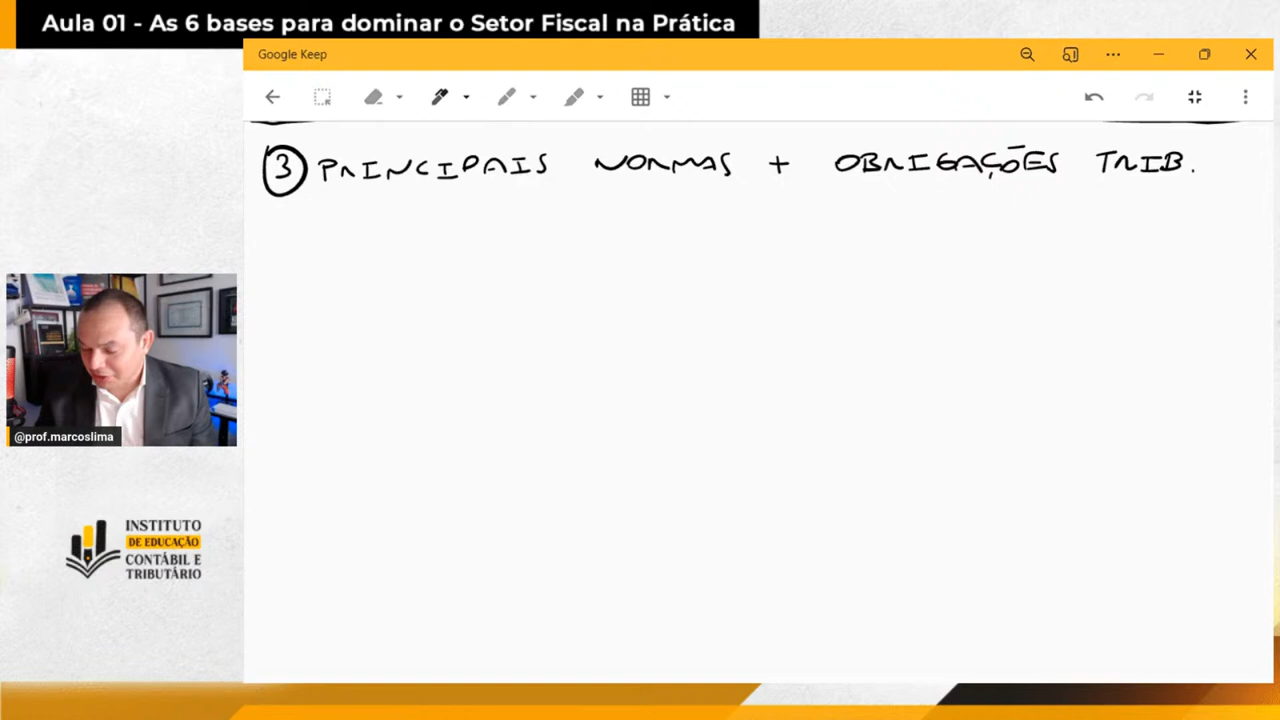 Aula 01 - As 6 bases para dominar o Setor Fiscal na Prática
Google Keep
3 PRINCIPAIS NORMAS + OBRIGAÇÕES TRIB.
@prof.marcoslima
INSTITUTO
DE EDUCAÇÃO
CONTÁBIL E
TRIBUTÁRIO